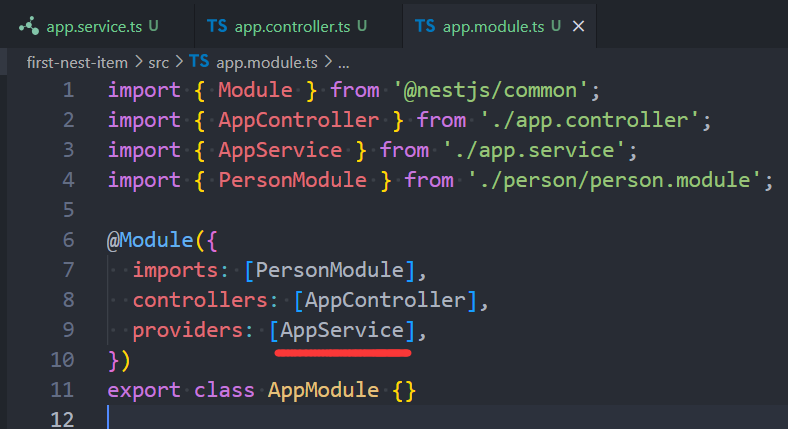 app.service.ts U TS app.controller.ts U TS app.module.ts U ×
first-nest-item > src > TS app.module.ts > ...
1 import { Module } from '@nestjs/common';
2 import { AppController } from './app.controller';
3 import { AppService } from './app.service';
4 import { PersonModule } from './person/person.module';
5
6 @Module({
7 imports: [PersonModule],
8 controllers: [AppController],
9 providers: [AppService],
10 })
11 export class AppModule {}
12